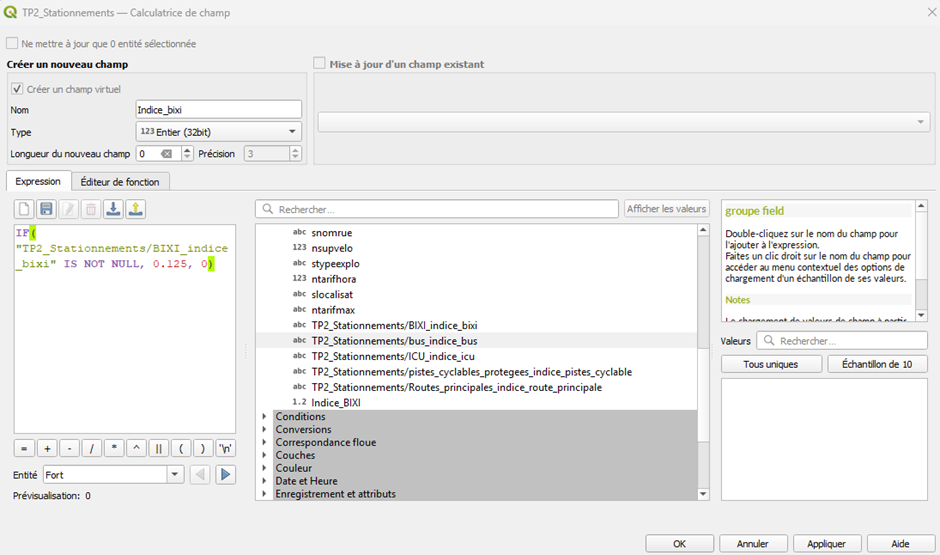 TP2_Stationnements — Calculatrice de champ
Ne mettre à jour que 0 entité sélectionnée
Créer un nouveau champ
Mise à jour d'un champ existant
Créer un champ virtuel
Nom
Indice_bixi
Type
123 Entier (32bit)
Longueur du nouveau champ
0
Précision
3
Expression
Éditeur de fonction
Rechercher...
Afficher les valeurs
IF(
"TP2_Stationnements/BIXI_indice
_bixi" IS NOT NULL, 0.125, 0)
abc snomrue
123 nsupvelo
abc stypeexplo
123 ntarifhora
abc slocalisat
abc ntarifmax
abc TP2_Stationnements/BIXI_indice_bixi
abc TP2_Stationnements/bus_indice_bus
abc TP2_Stationnements/ICU_indice_icu
abc TP2_Stationnements/pistes_cyclables_protegees_indice_pistes_cyclable
abc TP2_Stationnements/Routes_principales_indice_route_principale
1.2 Indice_BIXI
Conditions
Conversions
Correspondance floue
Couches
Couleur
Date et Heure
Enregistrement et attributs
groupe field
Double-cliquez sur le nom du champ pour
l'ajouter à l'expression.
Faites un clic droit sur le nom du champ pour
accéder au menu contextuel des options de
chargement d'un échantillon de ses valeurs.
Notes
Le chargement de valeurs de champ à partir
Valeurs
Rechercher...
Tous uniques
Échantillon de 10
= + - / * ^ || ( ) '\n'
Entité
Fort
Prévisualisation: 0
OK
Annuler
Appliquer
Aide